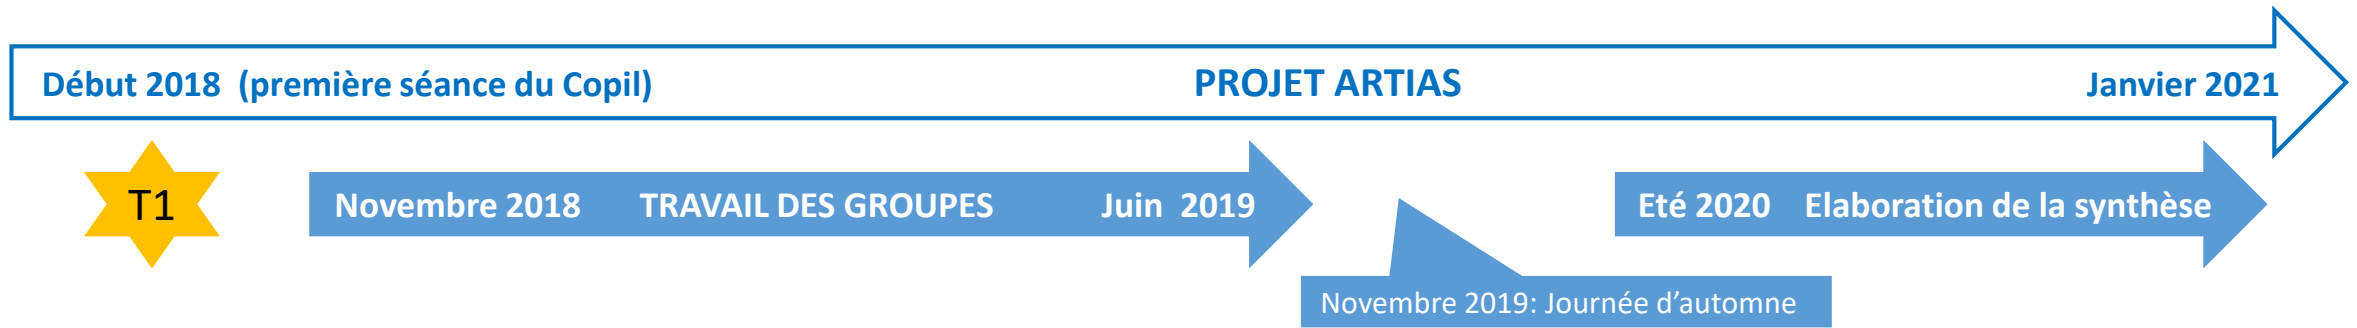 Début 2018  (première séance du Copil) PROJET ARTIAS Janvier 2021
T1
Novembre 2018 TRAVAIL DES GROUPES Juin  2019
Eté 2020 Elaboration de la synthèse
Novembre 2019: Journée d’automne